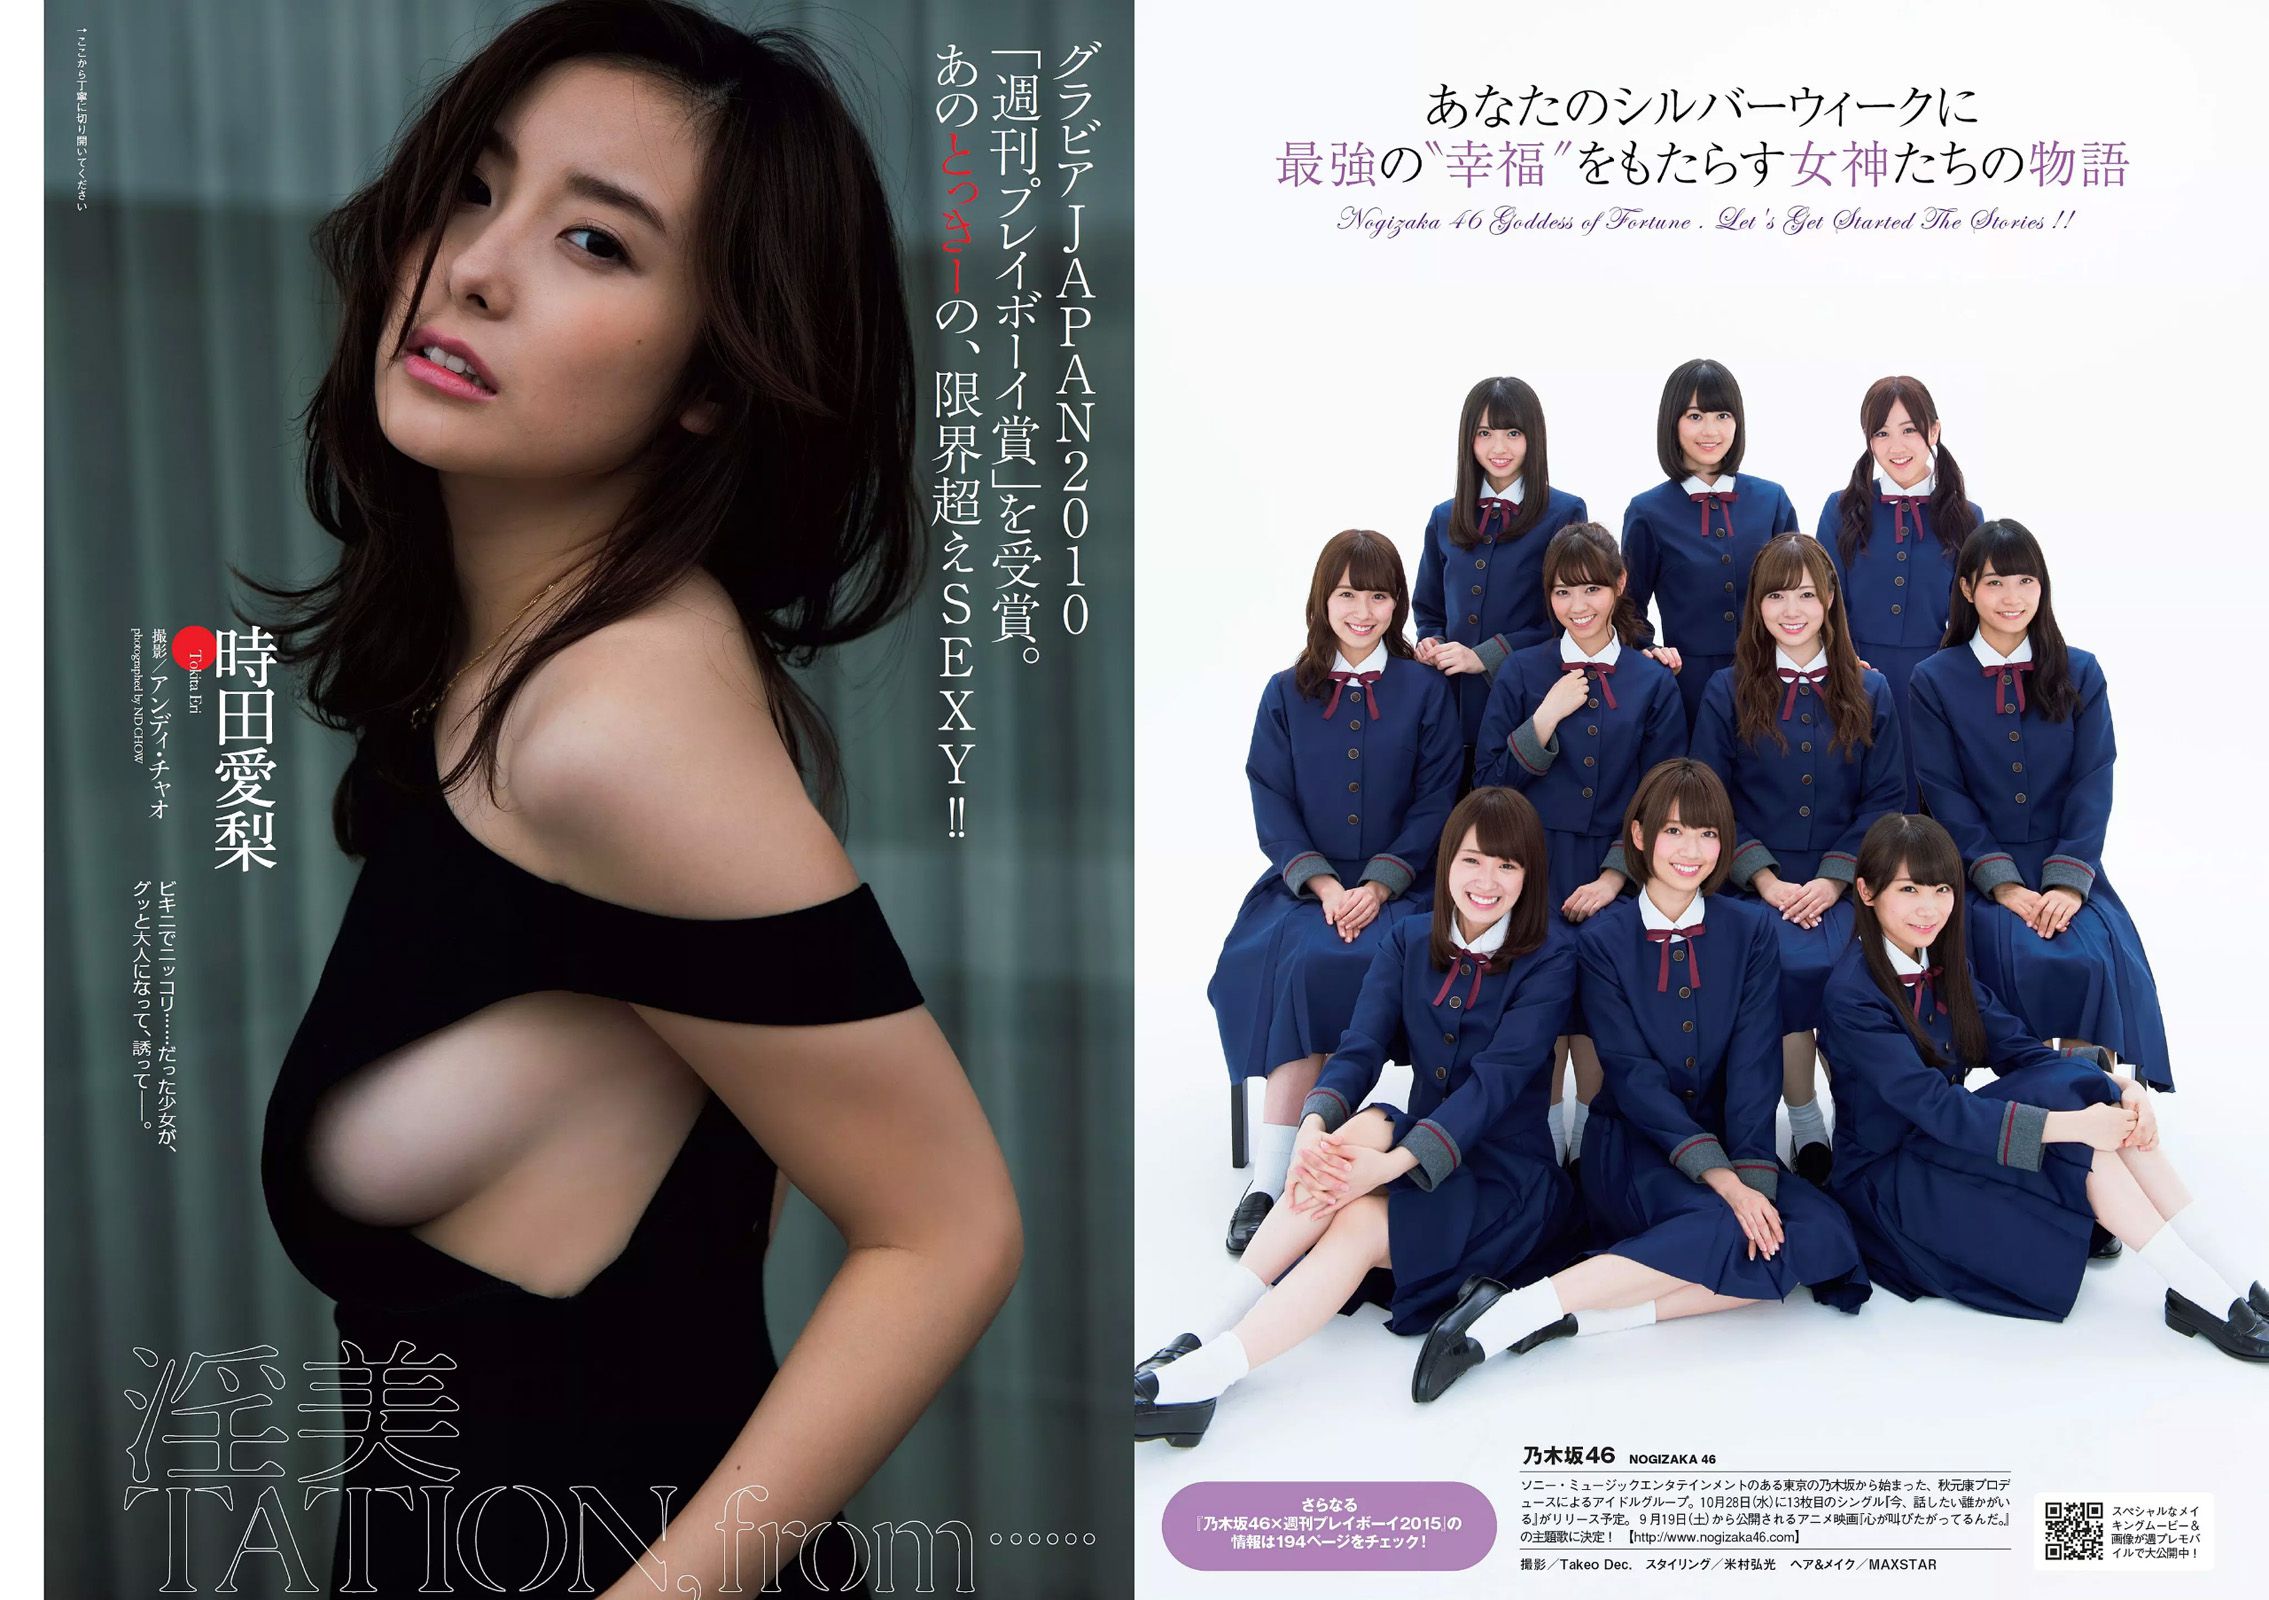 →ここから丁寧に切り開いてください
グラビアJAPAN2010
「週刊プレイボーイ賞」を受賞。
あのとっきーの、限界超えSEXY!!
時田愛梨
Tokita Eri
撮影／アンディ・チャオ
photographed by ND CHOW
ビキニでニッコリ……だった少女が、
グッと大人になって、誘って──。
淫美
TATION, from……
あなたのシルバーウィークに
最強の〝幸福〟をもたらす女神たちの物語
Nogizaka 46 Goddess of Fortune . Let's Get Started The Stories !!
乃木坂46 NOGIZAKA 46
ソニー・ミュージックエンタテインメントのある東京の乃木坂から始まった、秋元康プロデ
ュースによるアイドルグループ。10月28日(水)に13枚目のシングル『今、話したい誰かがい
る』がリリース予定。9月19日(土)から公開されるアニメ映画『心が叫びたがってるんだ。』
の主題歌に決定！ 【http://www.nogizaka46.com】
撮影／Takeo Dec. スタイリング／米村弘光 ヘア&メイク／MAXSTAR
さらなる
『乃木坂46×週刊プレイボーイ2015』の
情報は194ページをチェック！
スペシャルなメイ
キングムービー＆
画像が週プレモバ
イルで大公開中！